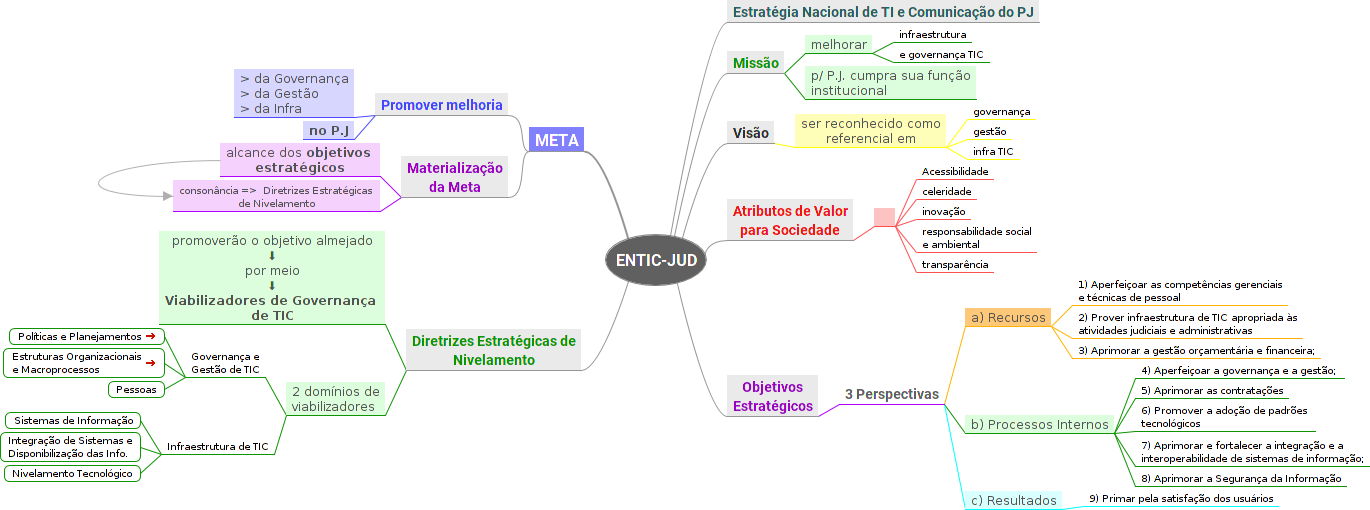 ENTIC-JUD
Estratégia Nacional de TI e Comunicação do PJ
Missão
melhorar
infraestrutura
e governança TIC
p/ P.J. cumpra sua função
institucional
Visão
ser reconhecido como
referencial em
governança
gestão
infra TIC
Atributos de Valor
para Sociedade
Acessibilidade
celeridade
inovação
responsabilidade social
e ambiental
transparência
Objetivos
Estratégicos
3 Perspectivas
a) Recursos
1) Aperfeiçoar as competências gerenciais
e técnicas de pessoal
2) Prover infraestrutura de TIC apropriada às
atividades judiciais e administrativas
3) Aprimorar a gestão orçamentária e financeira;
b) Processos Internos
4) Aperfeiçoar a governança e a gestão;
5) Aprimorar as contratações
6) Promover a adoção de padrões
tecnológicos
7) Aprimorar e fortalecer a integração e a
interoperabilidade de sistemas de informação;
8) Aprimorar a Segurança da Informação
c) Resultados
9) Primar pela satisfação dos usuários
META
Promover melhoria
> da Governança
> da Gestão
> da Infra
no P.J
Materialização
da Meta
alcance dos objetivos
estratégicos
consonância => Diretrizes Estratégicas
de Nivelamento
Diretrizes Estratégicas de
Nivelamento
promoverão o objetivo almejado
⬇
por meio
⬇
Viabilizadores de Governança
de TIC
2 domínios de
viabilizadores
Governança e
Gestão de TIC
Políticas e Planejamentos ➜
Estruturas Organizacionais
e Macroprocessos ➜
Pessoas
Infraestrutura de TIC
Sistemas de Informação
Integração de Sistemas e
Disponibilização das Info.
Nivelamento Tecnológico